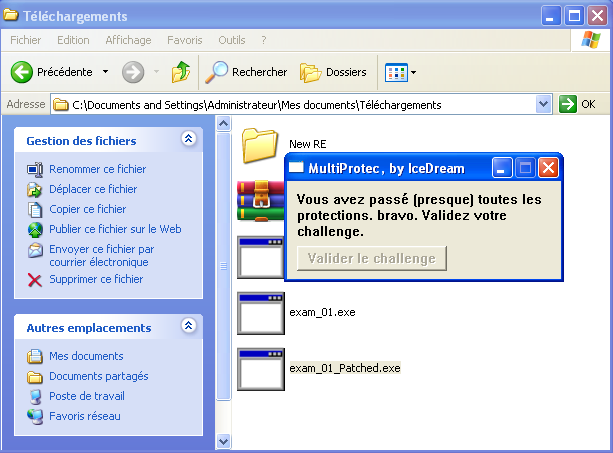 Téléchargements
Fichier Edition Affichage Favoris Outils ?
Précédente Rechercher Dossiers
Adresse C:\Documents and Settings\Administrateur\Mes documents\Téléchargements OK
Gestion des fichiers
Renommer ce fichier
Déplacer ce fichier
Copier ce fichier
Publier ce fichier sur le Web
Envoyer ce fichier par
courrier électronique
Supprimer ce fichier
Autres emplacements
Mes documents
Documents partagés
Poste de travail
Favoris réseau
New RE
MultiProtec, by IceDream
Vous avez passé (presque) toutes les
protections. bravo. Validez votre
challenge.
Valider le challenge
exam_01.exe
exam_01_Patched.exe